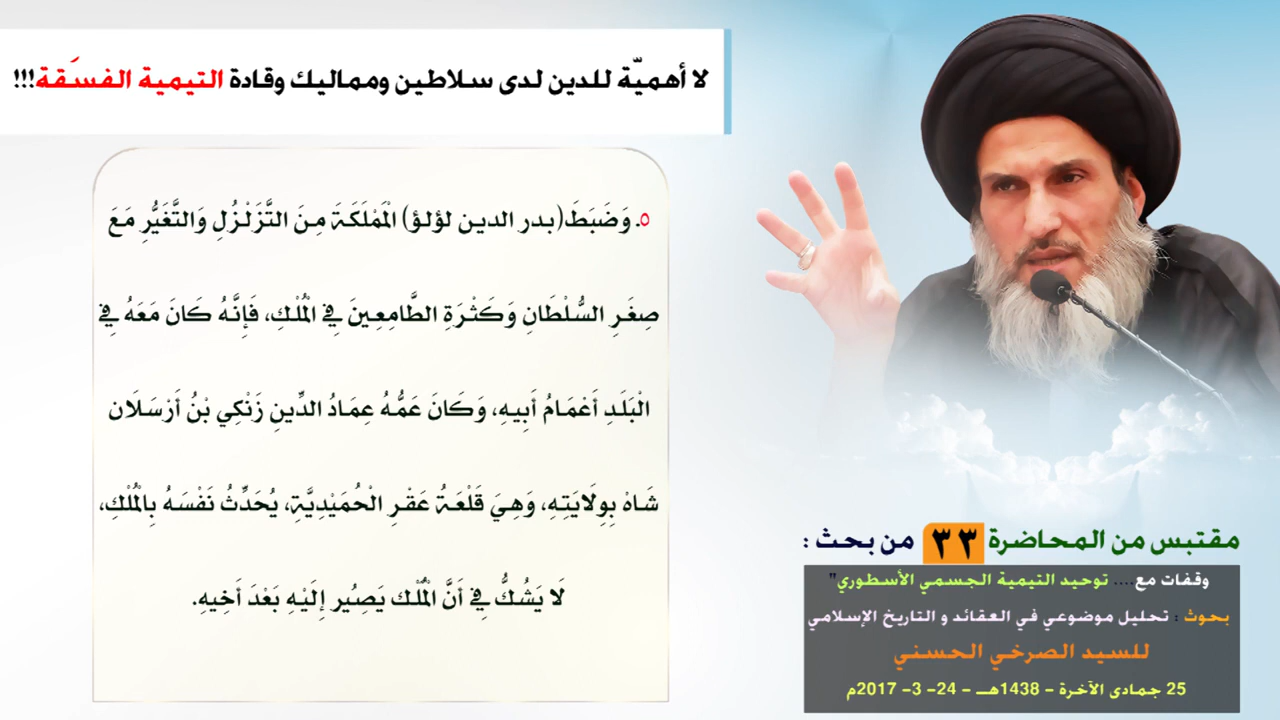 لا أهميّة للدين لدى سلاطين ومماليك وقادة التيمية الفسَقة!!!
٥. وَضَبَطَ(بدر الدين لؤلؤ) الْمَمْلَكَةَ مِنَ التَّزَلْزُلِ وَالتَّغَيُّرِ مَعَ
صِغَرِ السُّلْطَانِ وَكَثْرَةِ الطَّامِعِينَ فِي الْمُلْكِ، فَإِنَّهُ كَانَ مَعَهُ فِي
الْبَلَدِ أَعْمَامُ أَبِيهِ، وَكَانَ عَمُّهُ عِمَادُ الدِّينِ زَنْكِي بْنُ أَرْسَلَان
شَاهْ بِوِلَايَتِهِ، وَهِيَ قَلْعَةُ عَقْرِ الْحُمَيْدِيَّةِ، يُحَدِّثُ نَفْسَهُ بِالْمُلْكِ،
لَا يَشُكُّ فِي أَنَّ الْمُلْك يَصِير إِلَيْهِ بَعْدَ أَخِيهِ.
مقتبس من المحاضرة ٣٣ من بحث :
وقفات مع.... توحيد التيمية الجسمي الأسطوري"
بحوث : تحليل موضوعي في العقائد و التاريخ الإسلامي
للسيد الصرخي الحسني
25 جمادى الآخرة - 1438هـ - 24- 3- 2017م